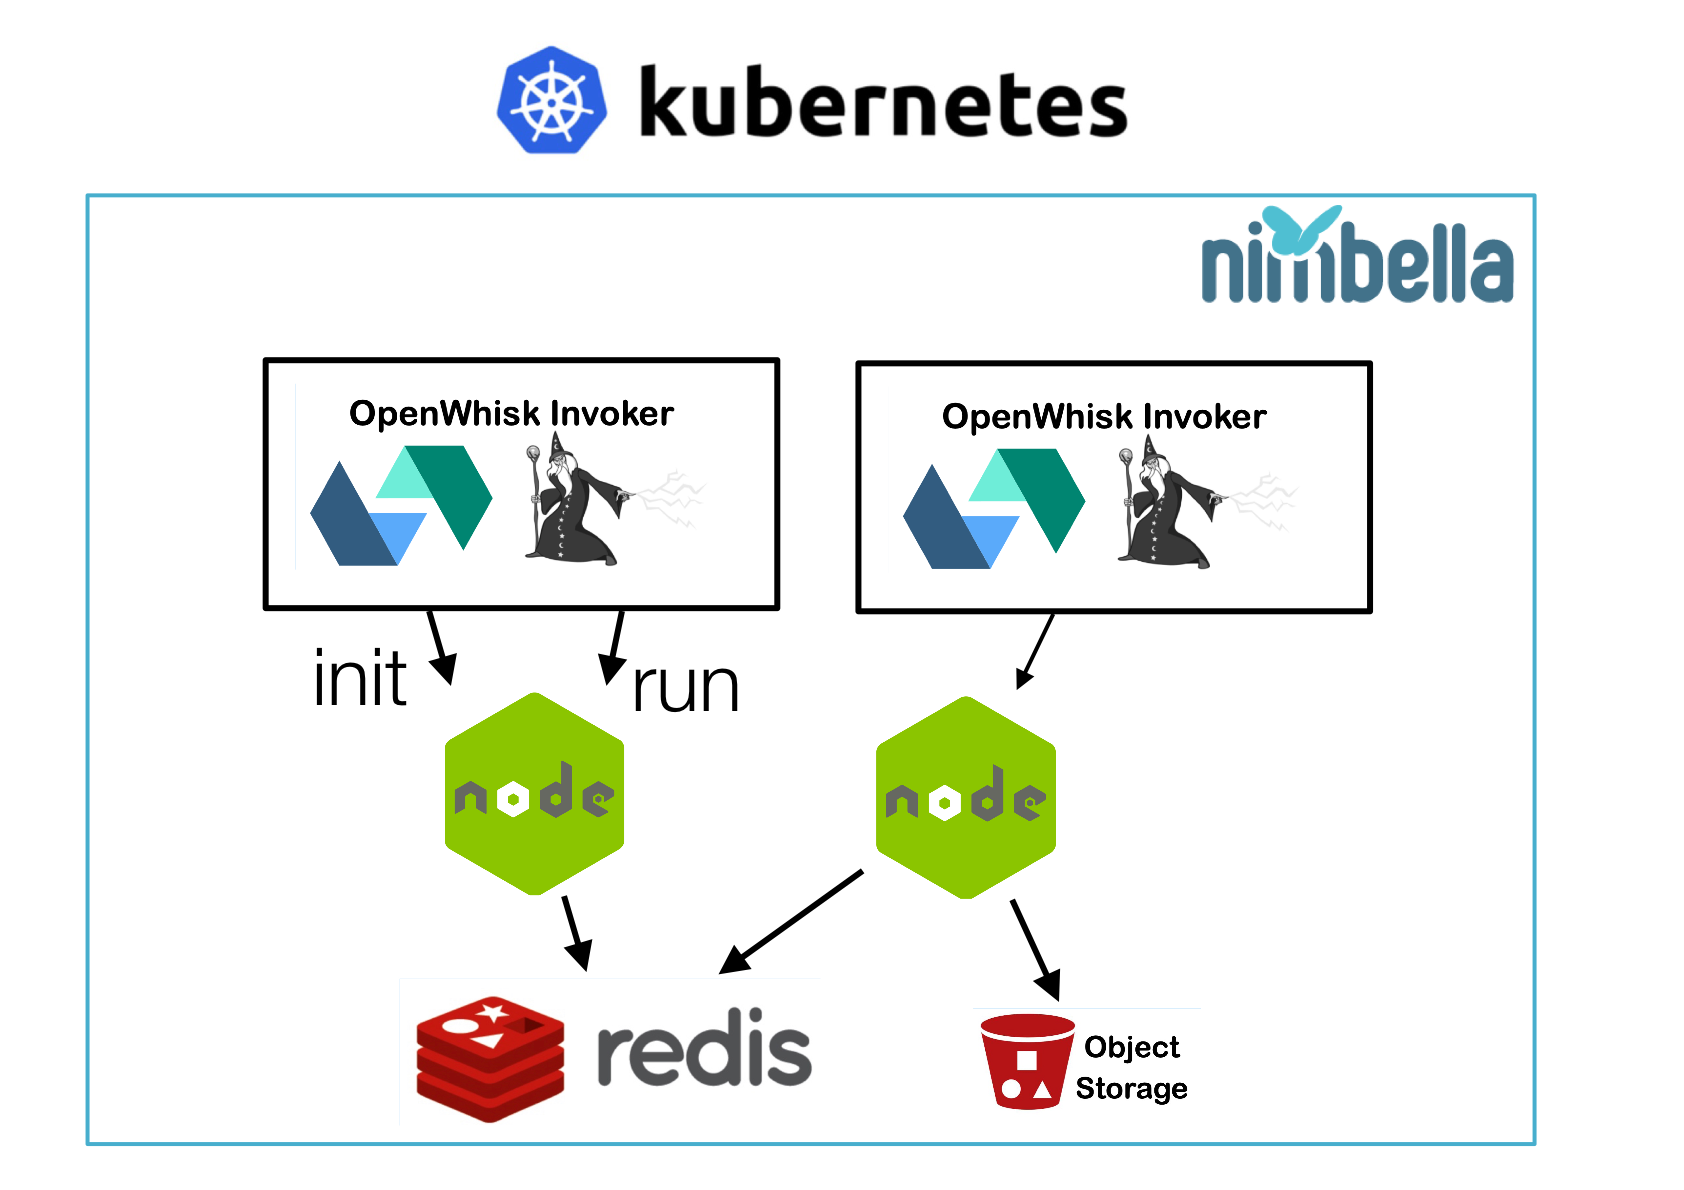 kubernetes
nimbella
OpenWhisk Invoker
OpenWhisk Invoker
init
run
node
node
redis
Object
Storage